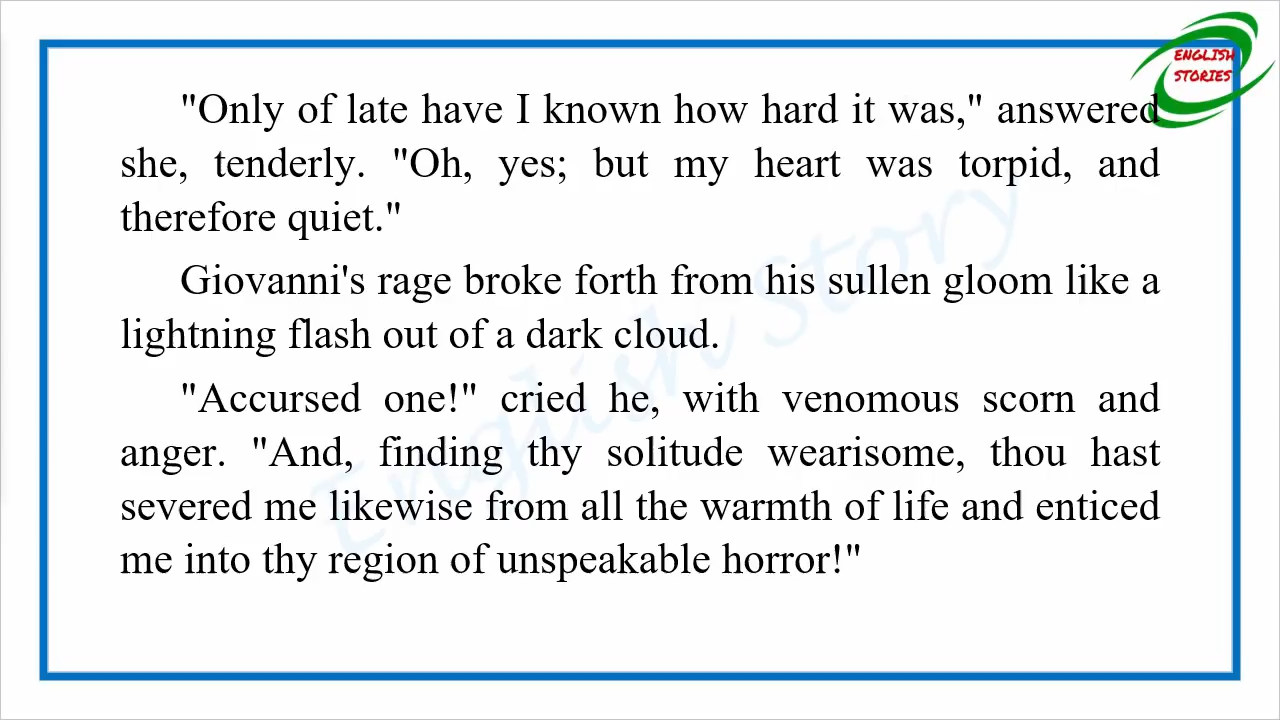 ENGLISH
STORIES
"Only of late have I known how hard it was," answered
she, tenderly. "Oh, yes; but my heart was torpid, and
therefore quiet."
Giovanni's rage broke forth from his sullen gloom like a
lightning flash out of a dark cloud.
"Accursed one!" cried he, with venomous scorn and
anger. "And, finding thy solitude wearisome, thou hast
severed me likewise from all the warmth of life and enticed
me into thy region of unspeakable horror!"
English Story